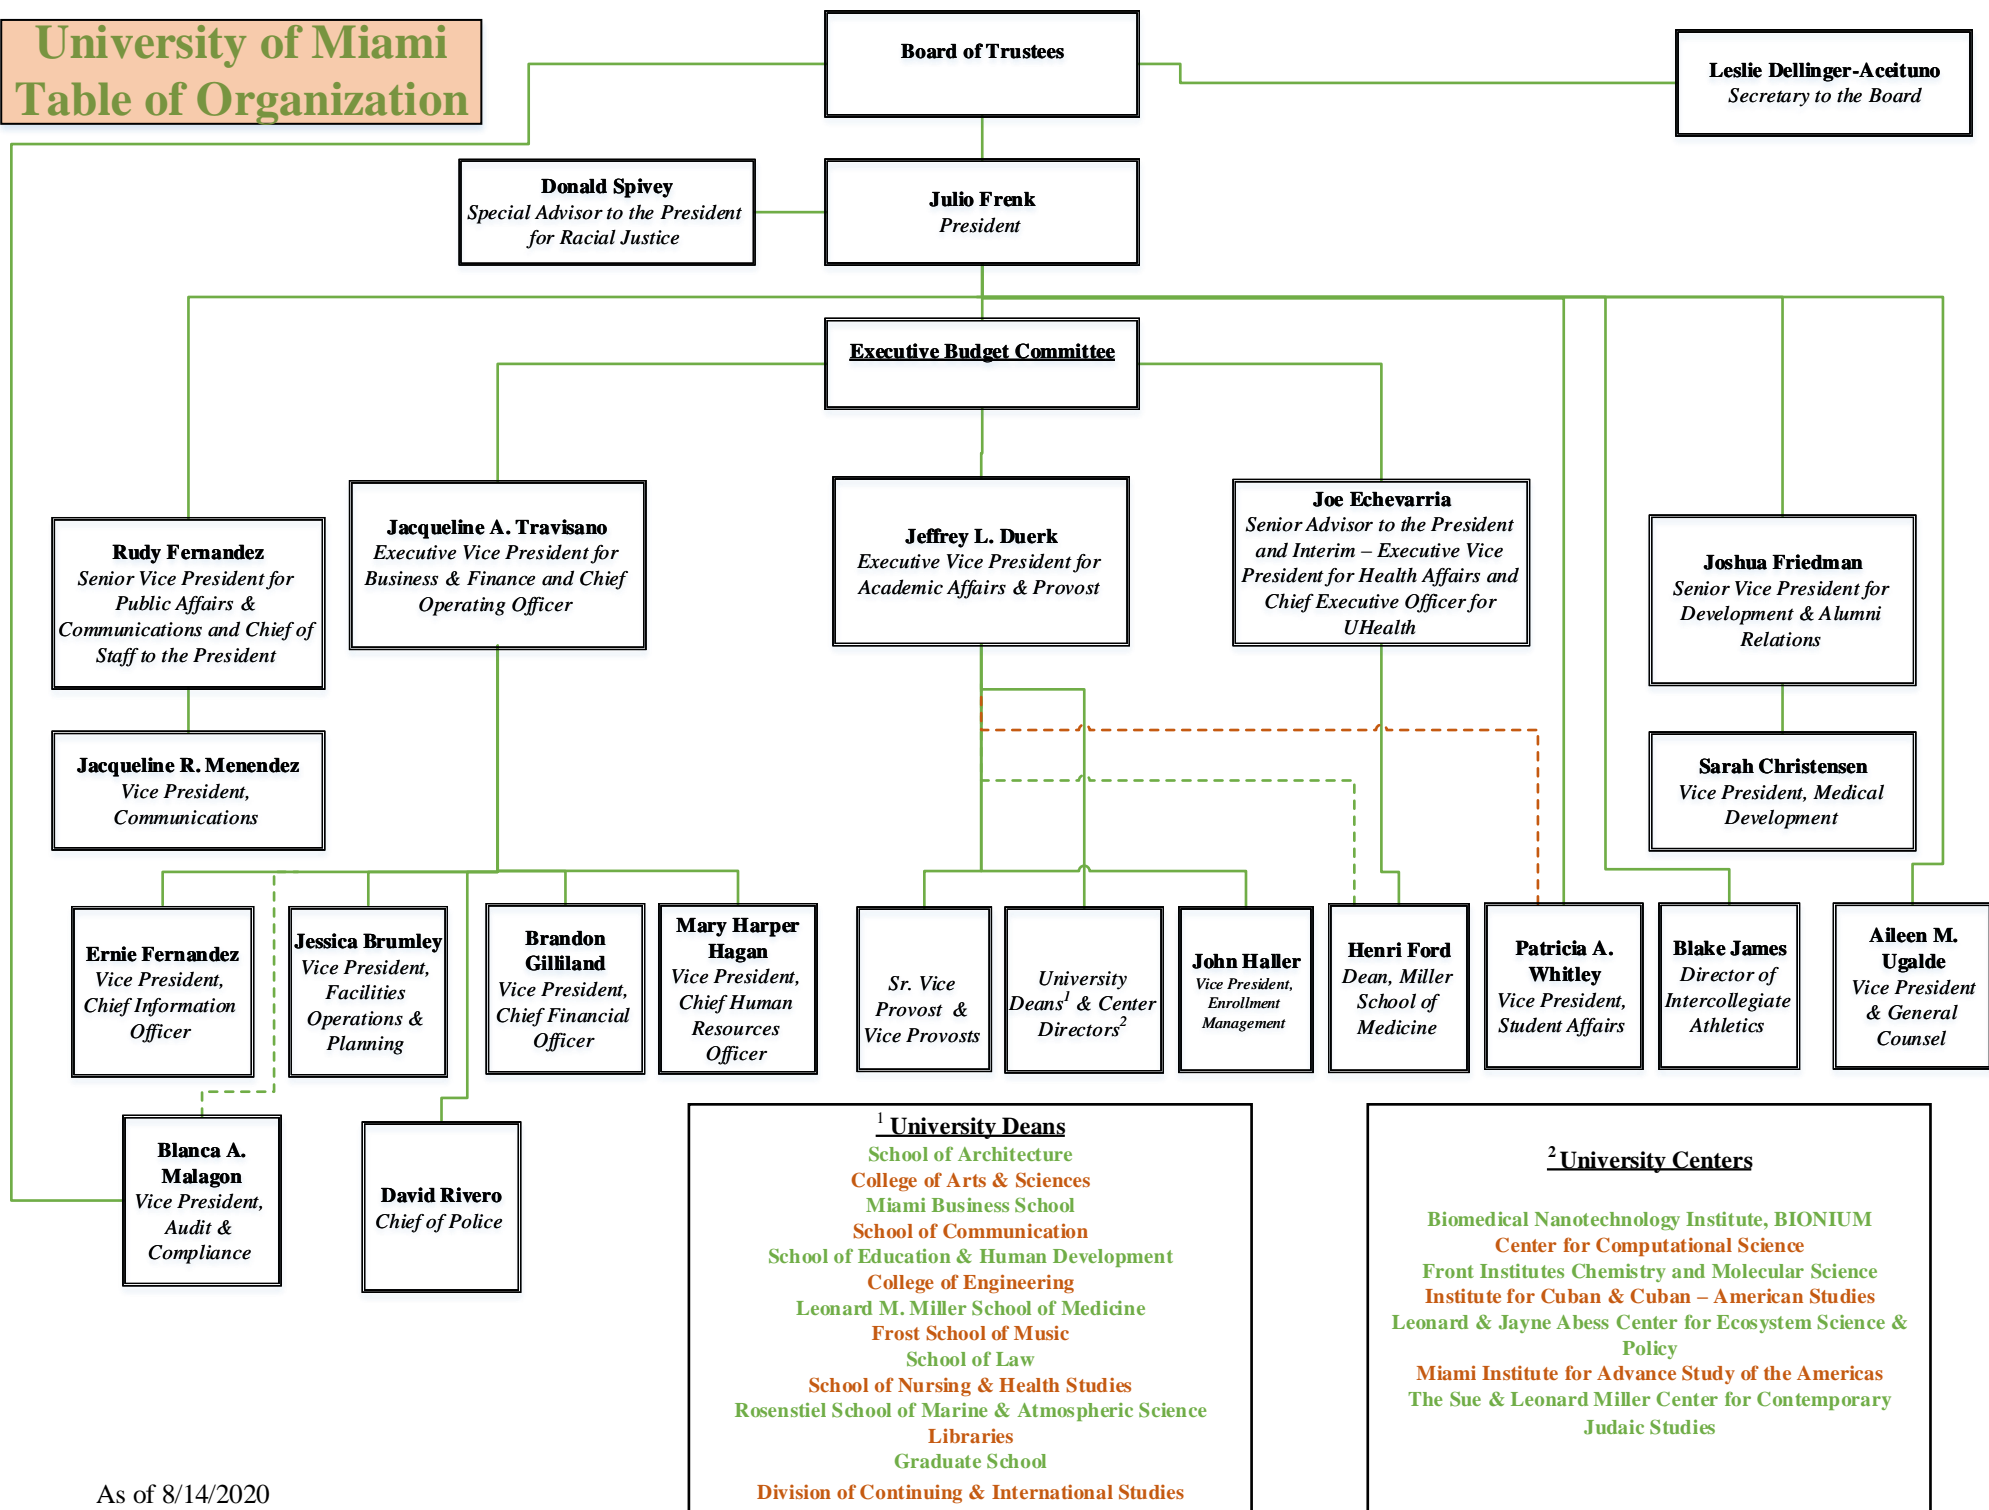 University of Miami
Table of Organization
Board of Trustees
Leslie Dellinger-Aceituno
Secretary to the Board
Donald Spivey
Special Advisor to the President
for Racial Justice
Julio Frenk
President
Executive Budget Committee
Rudy Fernandez
Senior Vice President for
Public Affairs &
Communications and Chief of
Staff to the President
Jacqueline A. Travisano
Executive Vice President for
Business & Finance and Chief
Operating Officer
Jeffrey L. Duerk
Executive Vice President for
Academic Affairs & Provost
Joe Echevarria
Senior Advisor to the President
and Interim – Executive Vice
President for Health Affairs and
Chief Executive Officer for
UHealth
Joshua Friedman
Senior Vice President for
Development & Alumni
Relations
Jacqueline R. Menendez
Vice President,
Communications
Sarah Christensen
Vice President, Medical
Development
Ernie Fernandez
Vice President,
Chief Information
Officer
Jessica Brumley
Vice President,
Facilities
Operations &
Planning
Brandon
Gilliland
Vice President,
Chief Financial
Officer
Mary Harper
Hagan
Vice President,
Chief Human
Resources
Officer
Sr. Vice
Provost &
Vice Provosts
University
Deans¹ & Center
Directors²
John Haller
Vice President,
Enrollment
Management
Henri Ford
Dean, Miller
School of
Medicine
Patricia A.
Whitley
Vice President,
Student Affairs
Blake James
Director of
Intercollegiate
Athletics
Aileen M.
Ugalde
Vice President
& General
Counsel
Blanca A.
Malagon
Vice President,
Audit &
Compliance
David Rivero
Chief of Police
¹ University Deans
School of Architecture
College of Arts & Sciences
Miami Business School
School of Communication
School of Education & Human Development
College of Engineering
Leonard M. Miller School of Medicine
Frost School of Music
School of Law
School of Nursing & Health Studies
Rosenstiel School of Marine & Atmospheric Science
Libraries
Graduate School
Division of Continuing & International Studies
² University Centers
Biomedical Nanotechnology Institute, BIONIUM
Center for Computational Science
Front Institutes Chemistry and Molecular Science
Institute for Cuban & Cuban – American Studies
Leonard & Jayne Abess Center for Ecosystem Science &
Policy
Miami Institute for Advance Study of the Americas
The Sue & Leonard Miller Center for Contemporary
Judaic Studies
As of 8/14/2020